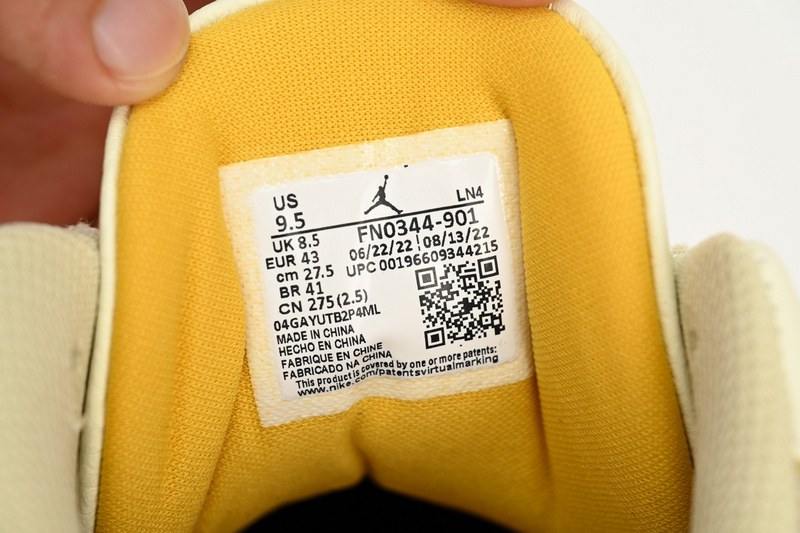 US LN4
9.5
FN0344-901
UK 8.5 06/22/22 | 08/13/22
EUR 43 UPC 00196609344215
cm 27.5
BR 41
CN 275(2.5)
04GAYUTB2P4ML
MADE IN CHINA
HECHO EN CHINA
FABRIQUE EN CHINE
FABRICADO NA CHINA
This product is covered by one or more patents:
www.nike.com/patentsvirtualmarking